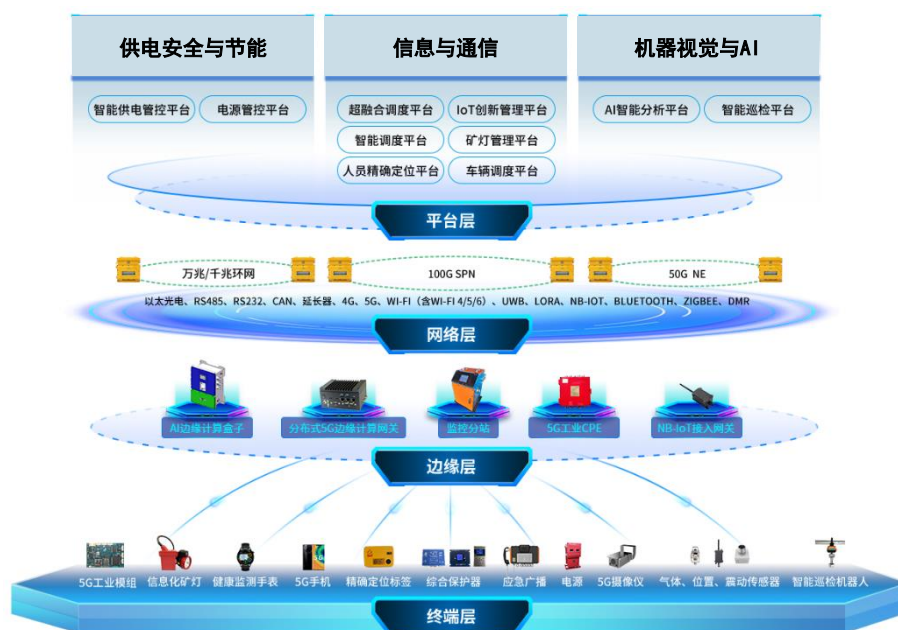 供电安全与节能
信息与通信
机器视觉与AI
智能供电管控平台
电源管控平台
超融合调度平台
IoT创新管理平台
AI智能分析平台
智能巡检平台
智能调度平台
矿灯管理平台
人员精确定位平台
车辆调度平台
平台层
万兆/千兆环网
100G SPN
50G NE
以太光电、RS485、RS232、CAN、延长器、4G、5G、WI-FI（含WI-FI 4/5/6）、UWB、LORA、NB-IOT、BLUETOOTH、ZIGBEE、DMR
网络层
AI边缘计算盒子
分布式5G边缘计算网关
监控分站
5G工业CPE
NB-IoT接入网关
边缘层
5G工业模组
信息化矿灯
健康监测手表
5G手机
精确定位标签
综合保护器
应急广播
电源
5G摄像仪
气体、位置、震动传感器
智能巡检机器人
终端层